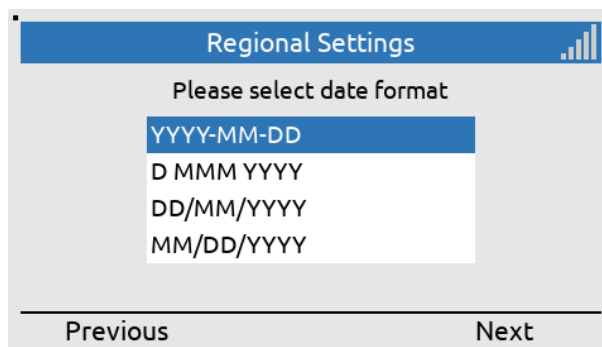 Regional Settings
Please select date format
YYYY-MM-DD
D MMM YYYY
DD/MM/YYYY
MM/DD/YYYY
Previous Next